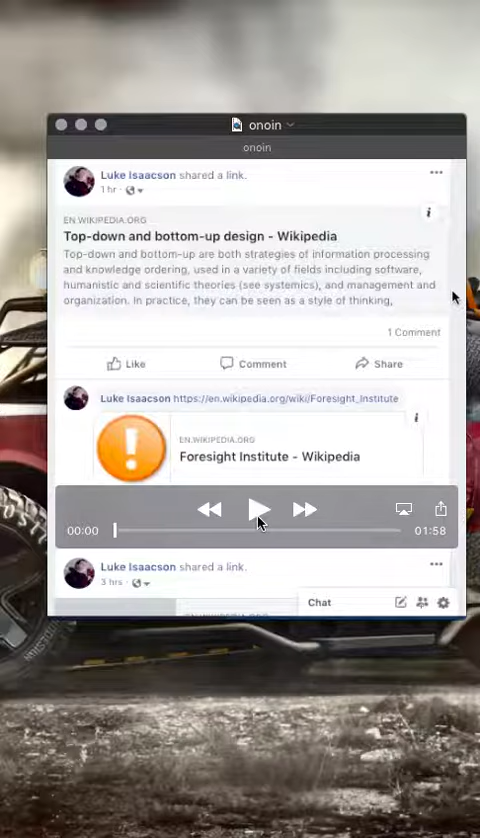 onoin
onoin
Luke Isaacson shared a link.
1 hr
EN.WIKIPEDIA.ORG
Top-down and bottom-up design - Wikipedia
Top-down and bottom-up are both strategies of information processing
and knowledge ordering, used in a variety of fields including software,
humanistic and scientific theories (see systemics), and management and
organization. In practice, they can be seen as a style of thinking,
1 Comment
Like Comment Share
Luke Isaacson https://en.wikipedia.org/wiki/Foresight_Institute
EN.WIKIPEDIA.ORG
Foresight Institute - Wikipedia
00:00 01:58
Luke Isaacson shared a link.
3 hrs
Chat